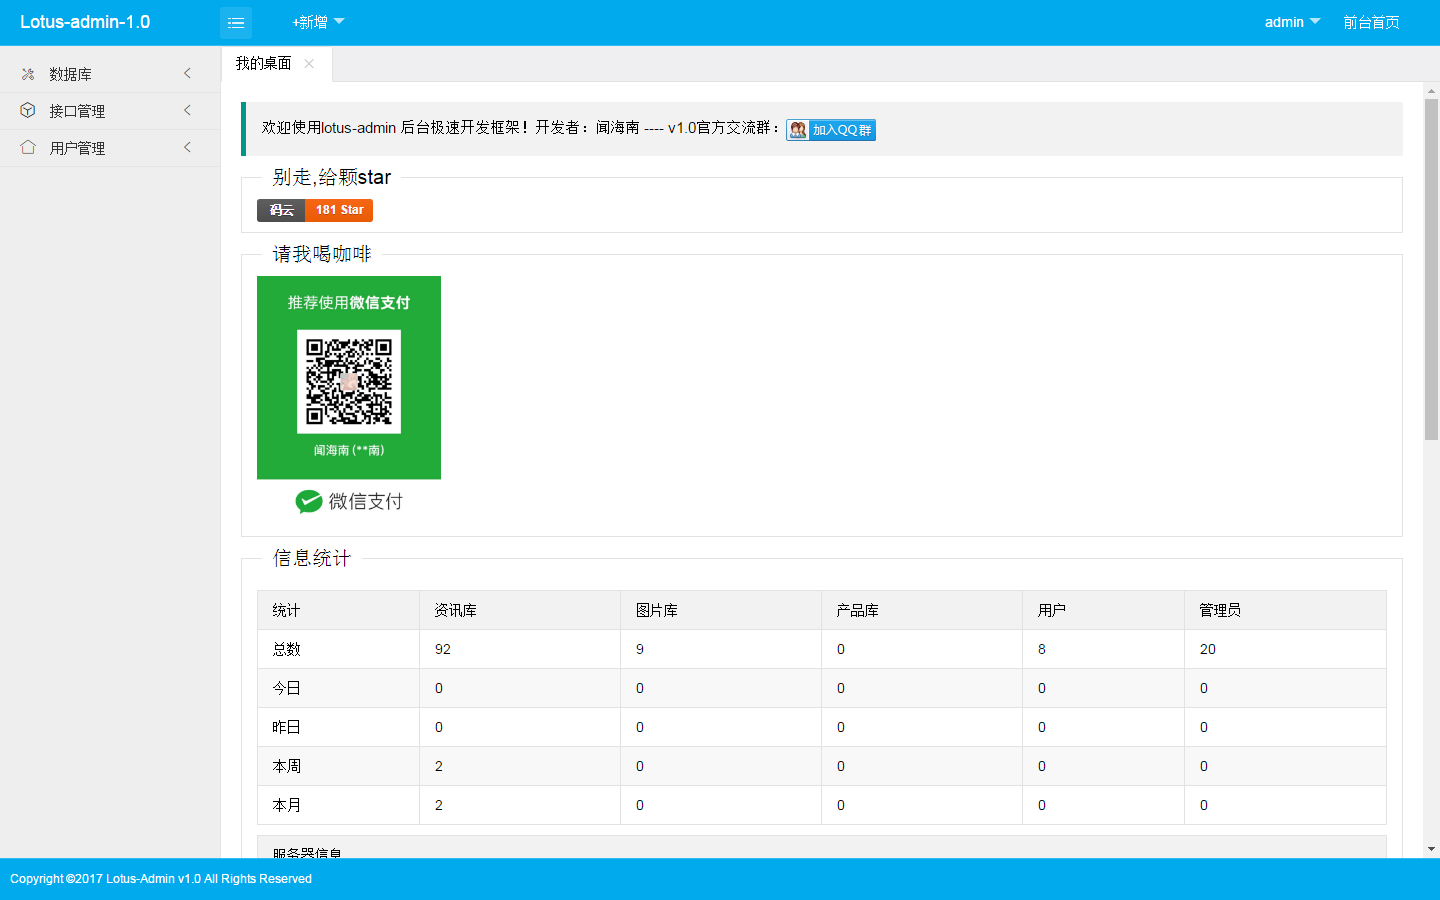 Lotus-admin-1.0
+新增
admin
前台首页
数据库
接口管理
用户管理
我的桌面
欢迎使用lotus-admin 后台极速开发框架！开发者：闻海南 ---- v1.0官方交流群： 加入QQ群
别走,给颗star
码云 181 Star
请我喝咖啡
推荐使用微信支付
闻海南 (**南)
微信支付
信息统计
统计 资讯库 图片库 产品库 用户 管理员
总数 92 9 0 8 20
今日 0 0 0 0 0
昨日 0 0 0 0 0
本周 2 0 0 0 0
本月 2 0 0 0 0
服务器信息
Copyright ©2017 Lotus-Admin v1.0 All Rights Reserved